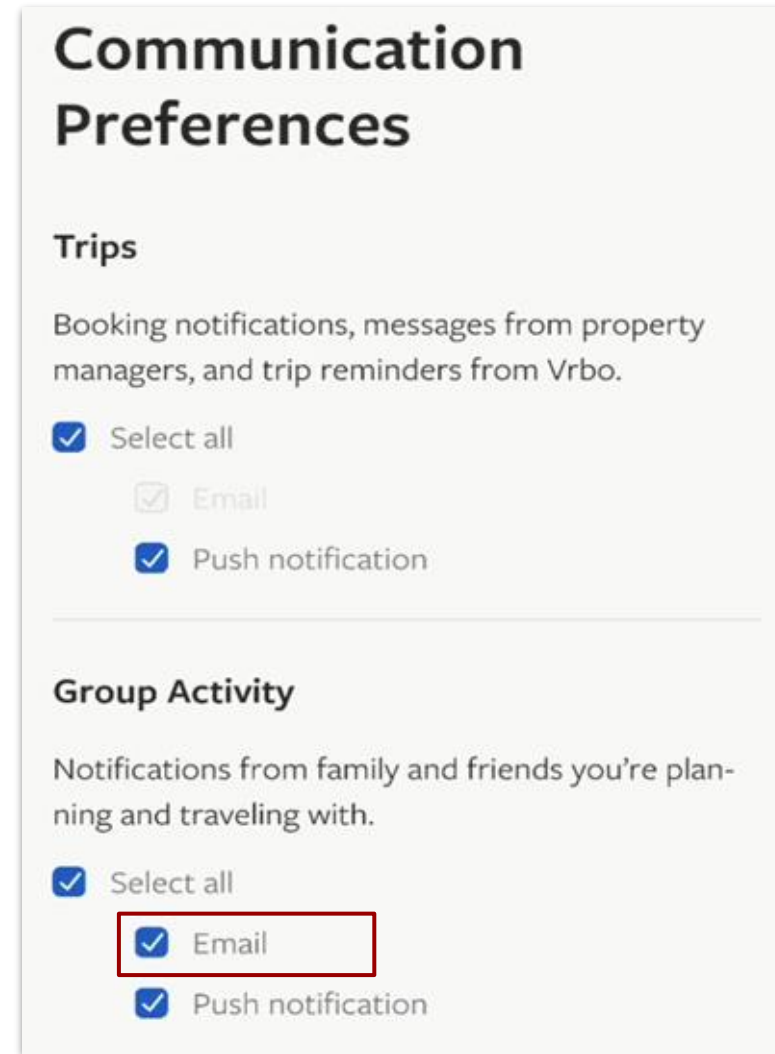 Communication
Preferences
Trips
Booking notifications, messages from property
managers, and trip reminders from Vrbo.
Select all
Email
Push notification
Group Activity
Notifications from family and friends you’re plan-
ning and traveling with.
Select all
Email
Push notification